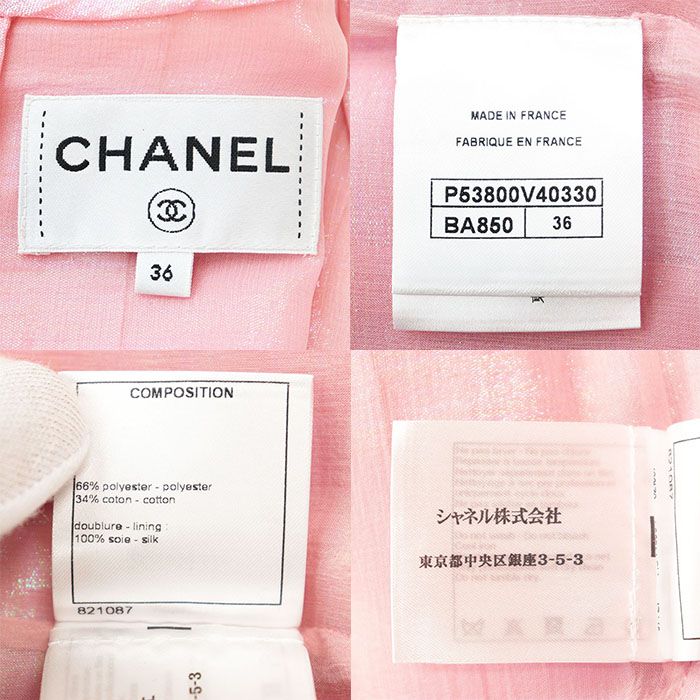 CHANEL
36
MADE IN FRANCE
FABRIQUE EN FRANCE
P53800V40330
BA850 36
COMPOSITION
66% polyester - polyester
34% coton - cotton
doublure - lining :
100% soie - silk
821087
シャネル株式会社
東京都中央区銀座3-5-3
821087